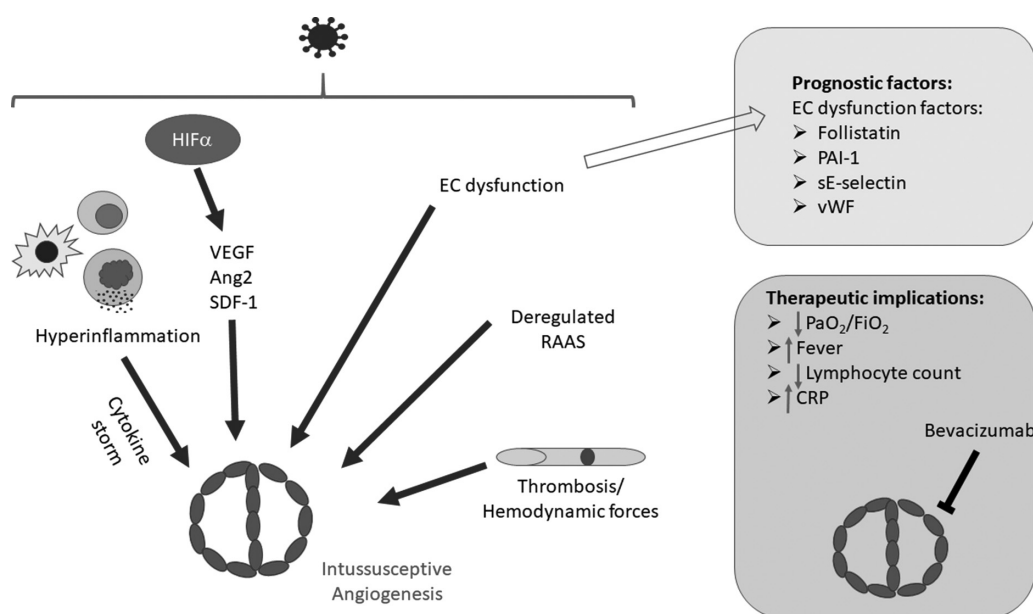 HIFα
VEGF
Ang2
SDF-1
Hyperinflammation
Cytokine
storm
EC dysfunction
Deregulated
RAAS
Thrombosis/
Hemodynamic forces
Intussusceptive
Angiogenesis
Prognostic factors:
EC dysfunction factors:
➢ Follistatin
➢ PAI-1
➢ sE-selectin
➢ vWF
Therapeutic implications:
➢ ↓PaO₂/FiO₂
➢ ↑Fever
➢ ↓Lymphocyte count
➢ ↑CRP
Bevacizumab